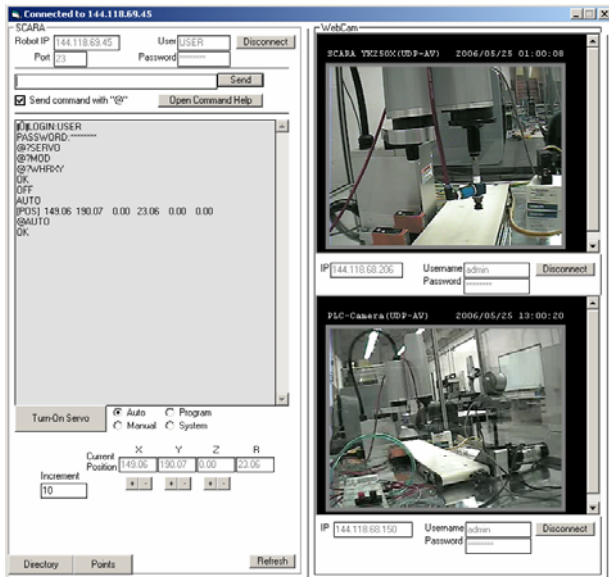 Connected to 144.118.69.45
SCARA
Robot IP 144.118.69.45 User USER Disconnect
Port 23 Password ********
Send
Send command with "@" Open Command Help
LOGIN:USER
PASSWORD:********
@?SERVO
@?MOD
@?WHRXY
OK
OFF
AUTO
[POS] 149.06 190.07 0.00 23.06 0.00 0.00
@AUTO
OK
Turn-On Servo
Auto Program
Manual System
X Y Z R
Current Position 149.06 190.07 0.00 23.06
Increment
10
+ - + - + -
Directory Points Refresh
WebCam
SCARA YK250X(UDP-AV) 2006/05/25 01:00:08
IP 144.118.68.206 Username admin Disconnect
Password ********
PLC-Camera(UDP-AV) 2006/05/25 13:00:20
IP 144.118.68.150 Username admin Disconnect
Password ********